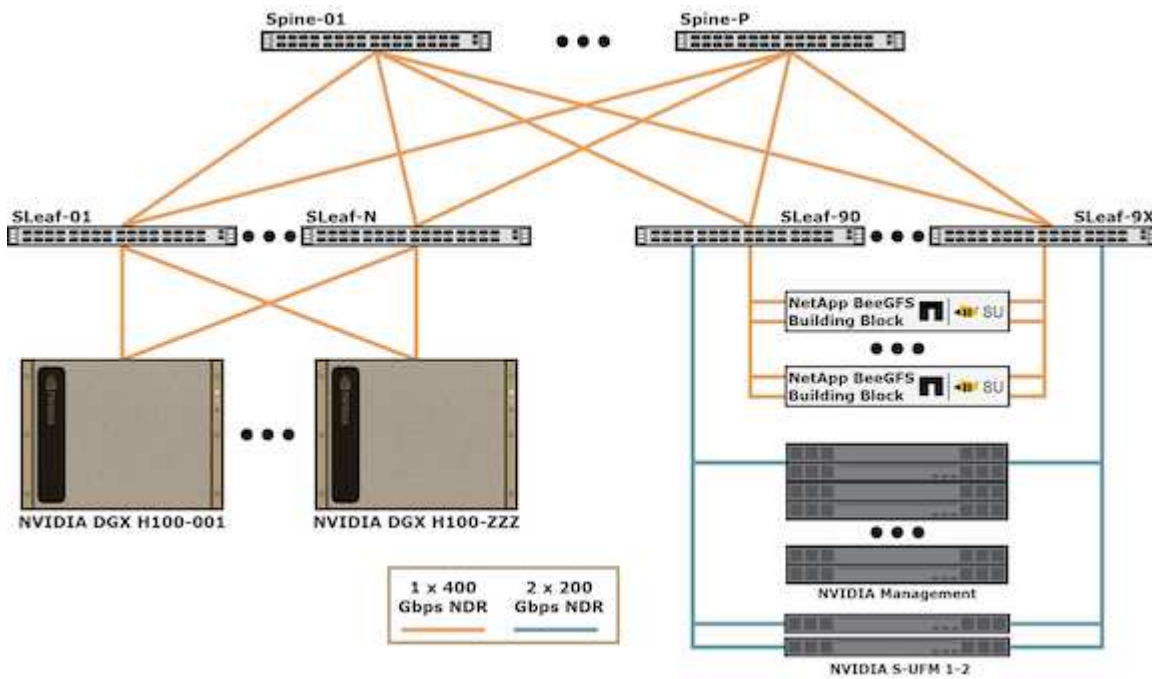 Spine-01
Spine-P
SLeaf-01
SLeaf-N
SLeaf-90
SLeaf-9X
NetApp BeeGFS
Building Block
8U
NetApp BeeGFS
Building Block
8U
NVIDIA DGX H100-001
NVIDIA DGX H100-ZZZ
1 x 400
Gbps NDR
2 x 200
Gbps NDR
NVIDIA Management
NVIDIA S-UFM 1-2